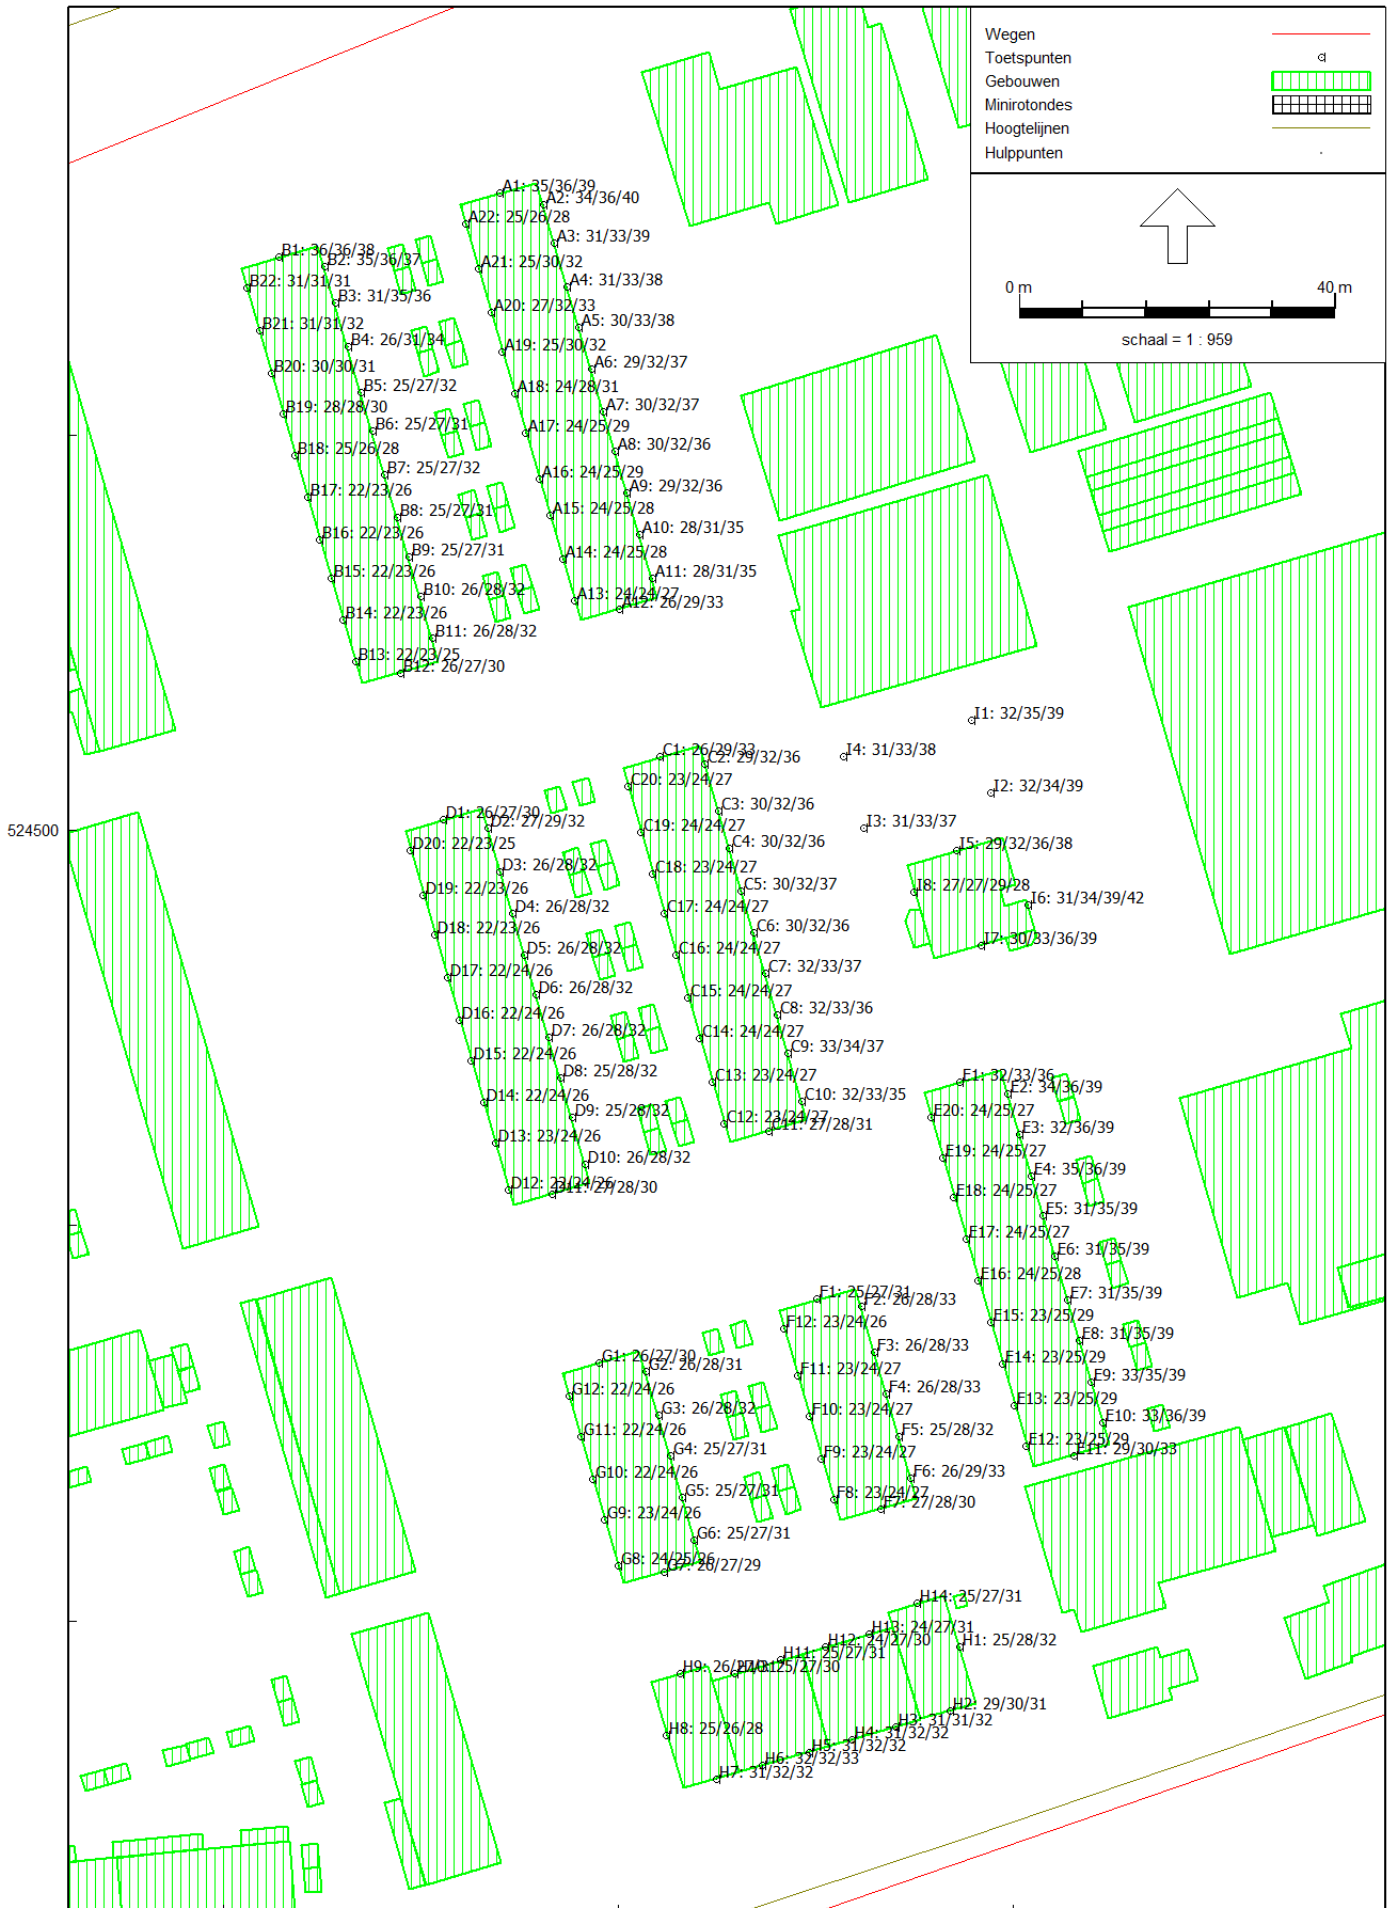 Wegen
Toetspunten
Gebouwen
Minirotondes
Hoogtelijnen
Hulppunten
0 m 40 m
schaal = 1 : 959
A1: 35/36/39
A2: 34/36/40
A22: 25/26/28
A3: 31/33/39
A21: 25/30/32
A4: 31/33/38
A20: 27/32/33
A5: 30/33/38
A19: 25/30/32
A6: 29/32/37
A18: 24/28/31
A7: 30/32/37
A17: 24/25/29
A8: 30/32/36
A16: 24/25/29
A9: 29/32/36
A15: 24/25/28
A10: 28/31/35
A14: 24/25/28
A11: 28/31/35
A13: 24/24/27
A12: 26/29/33
B1: 36/36/38
B2: 35/36/37
B22: 31/31/31
B3: 31/35/36
B21: 31/31/32
B4: 26/31/34
B20: 30/30/31
B5: 25/27/32
B19: 28/28/30
B6: 25/27/31
B18: 25/26/28
B7: 25/27/32
B17: 22/23/26
B8: 25/27/31
B16: 22/23/26
B9: 25/27/31
B15: 22/23/26
B10: 26/28/32
B14: 22/23/26
B11: 26/28/32
B13: 22/23/25
B12: 26/27/30
I1: 32/35/39
I4: 31/33/38
I2: 32/34/39
I3: 31/33/37
I5: 29/32/36/38
I8: 27/27/29/28
I6: 31/34/39/42
I7: 30/33/36/39
524500
C1: 26/29/33
C2: 29/32/36
C20: 23/24/27
C3: 30/32/36
C19: 24/24/27
C4: 30/32/36
C18: 23/24/27
C5: 30/32/37
C17: 24/24/27
C6: 30/32/36
C16: 24/24/27
C7: 32/33/37
C15: 24/24/27
C8: 32/33/36
C14: 24/24/27
C9: 33/34/37
C13: 23/24/27
C10: 32/33/35
C12: 23/24/27
C11: 27/28/31
D1: 26/27/30
D2: 27/29/32
D20: 22/23/25
D3: 26/28/32
D19: 22/23/26
D4: 26/28/32
D18: 22/23/26
D5: 26/28/32
D17: 22/24/26
D6: 26/28/32
D16: 22/24/26
D7: 26/28/32
D15: 22/24/26
D8: 25/28/32
D14: 22/24/26
D9: 25/28/32
D13: 23/24/26
D10: 26/28/32
D12: 23/24/26
D11: 27/28/30
E1: 32/33/36
E2: 34/36/39
E20: 24/25/27
E3: 32/36/39
E19: 24/25/27
E4: 35/36/39
E18: 24/25/27
E5: 31/35/39
E17: 24/25/27
E6: 31/35/39
E16: 24/25/28
E7: 31/35/39
E15: 23/25/29
E8: 31/35/39
E14: 23/25/29
E9: 33/35/39
E13: 23/25/29
E10: 33/36/39
E12: 23/25/29
E11: 29/30/33
F1: 25/27/31
F2: 26/28/33
F12: 23/24/26
F3: 26/28/33
F11: 23/24/27
F4: 26/28/33
F10: 23/24/27
F5: 25/28/32
F9: 23/24/27
F6: 26/29/33
F8: 23/24/27
F7: 27/28/30
G1: 26/27/30
G2: 26/28/31
G12: 22/24/26
G3: 26/28/32
G11: 22/24/26
G4: 25/27/31
G10: 22/24/26
G5: 25/27/31
G9: 23/24/26
G6: 25/27/31
G8: 24/25/26
G7: 26/27/29
H14: 25/27/31
H13: 24/27/31
H12: 24/27/30
H1: 25/28/32
H11: 25/27/31
H10: 25/27/30
H9: 26/27/31
H2: 29/30/31
H3: 31/31/32
H8: 25/26/28
H4: 31/32/32
H5: 31/32/32
H6: 32/32/33
H7: 31/32/32